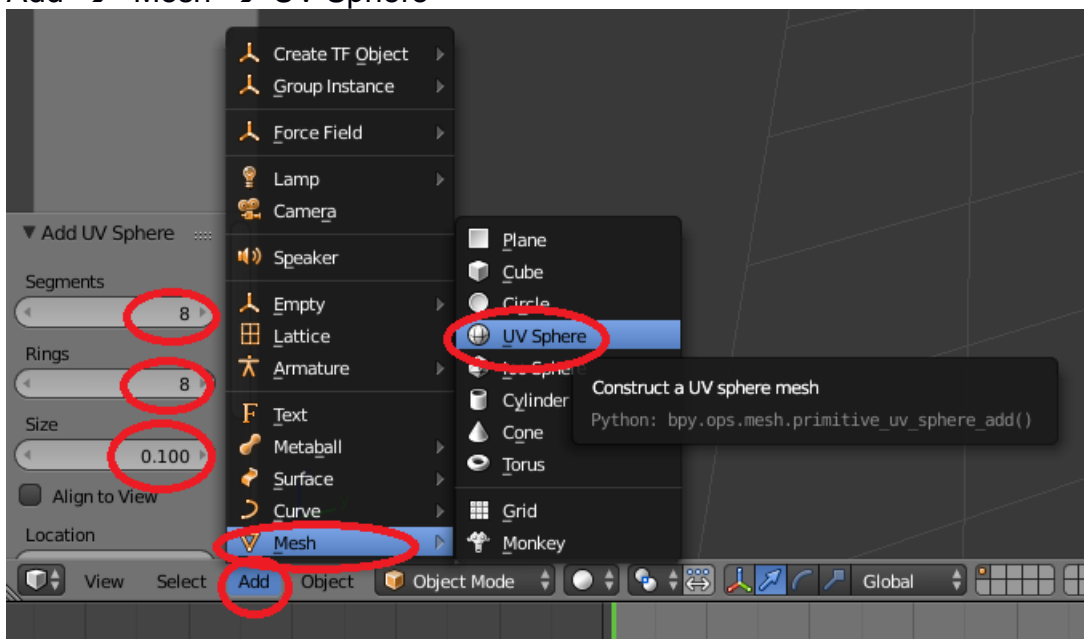 Add → Mesh → UV Sphere
Create TF Object
Group Instance
Force Field
Lamp
Camera
Speaker
Empty
Lattice
Armature
Text
Metaball
Surface
Curve
Mesh
Plane
Cube
Circle
UV Sphere
Ico Sphere
Cylinder
Cone
Torus
Grid
Monkey
Construct a UV sphere mesh
Python: bpy.ops.mesh.primitive_uv_sphere_add()
Add UV Sphere
Segments
8
Rings
8
Size
0.100
Align to View
Location
View Select Add Object Object Mode Global